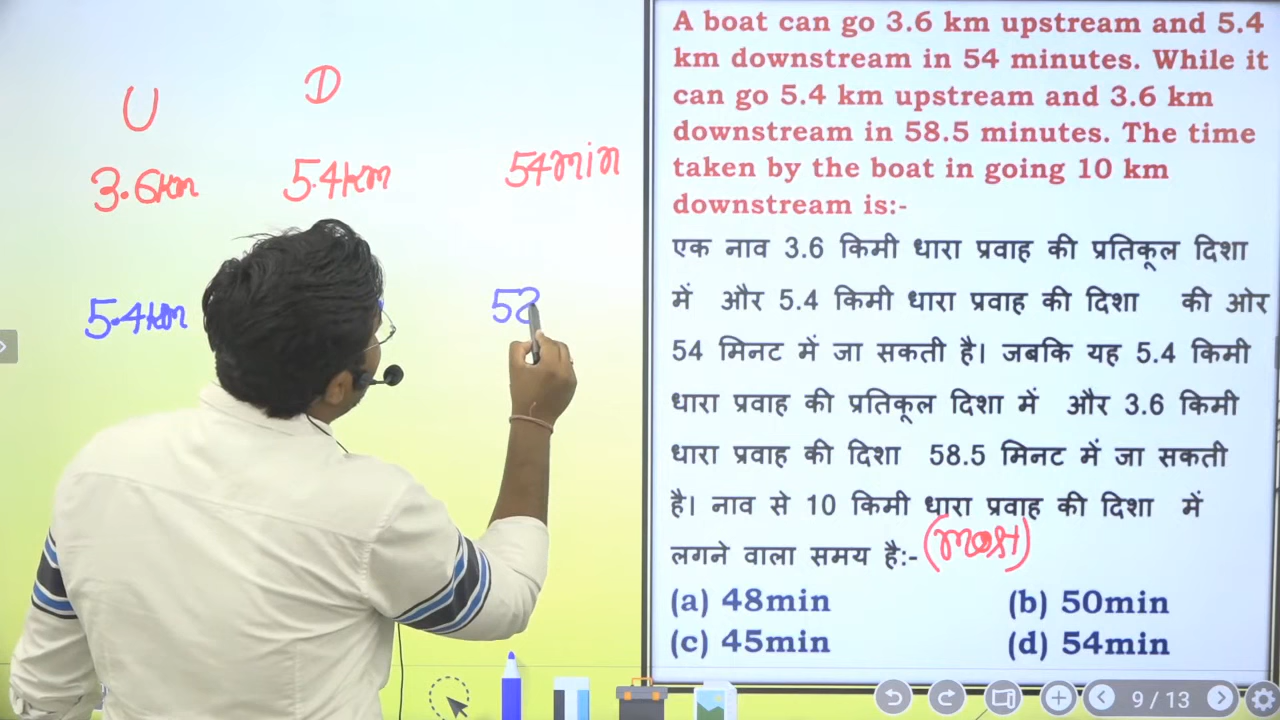 U D
3.6km 5.4km 54min
5.4km 58
A boat can go 3.6 km upstream and 5.4
km downstream in 54 minutes. While it
can go 5.4 km upstream and 3.6 km
downstream in 58.5 minutes. The time
taken by the boat in going 10 km
downstream is:-
एक नाव 3.6 किमी धारा प्रवाह की प्रतिकूल दिशा
में और 5.4 किमी धारा प्रवाह की दिशा की ओर
54 मिनट में जा सकती है। जबकि यह 5.4 किमी
धारा प्रवाह की प्रतिकूल दिशा में और 3.6 किमी
धारा प्रवाह की दिशा 58.5 मिनट में जा सकती
है। नाव से 10 किमी धारा प्रवाह की दिशा में
लगने वाला समय है:-
(a) 48min (b) 50min
(c) 45min (d) 54min
9 / 13